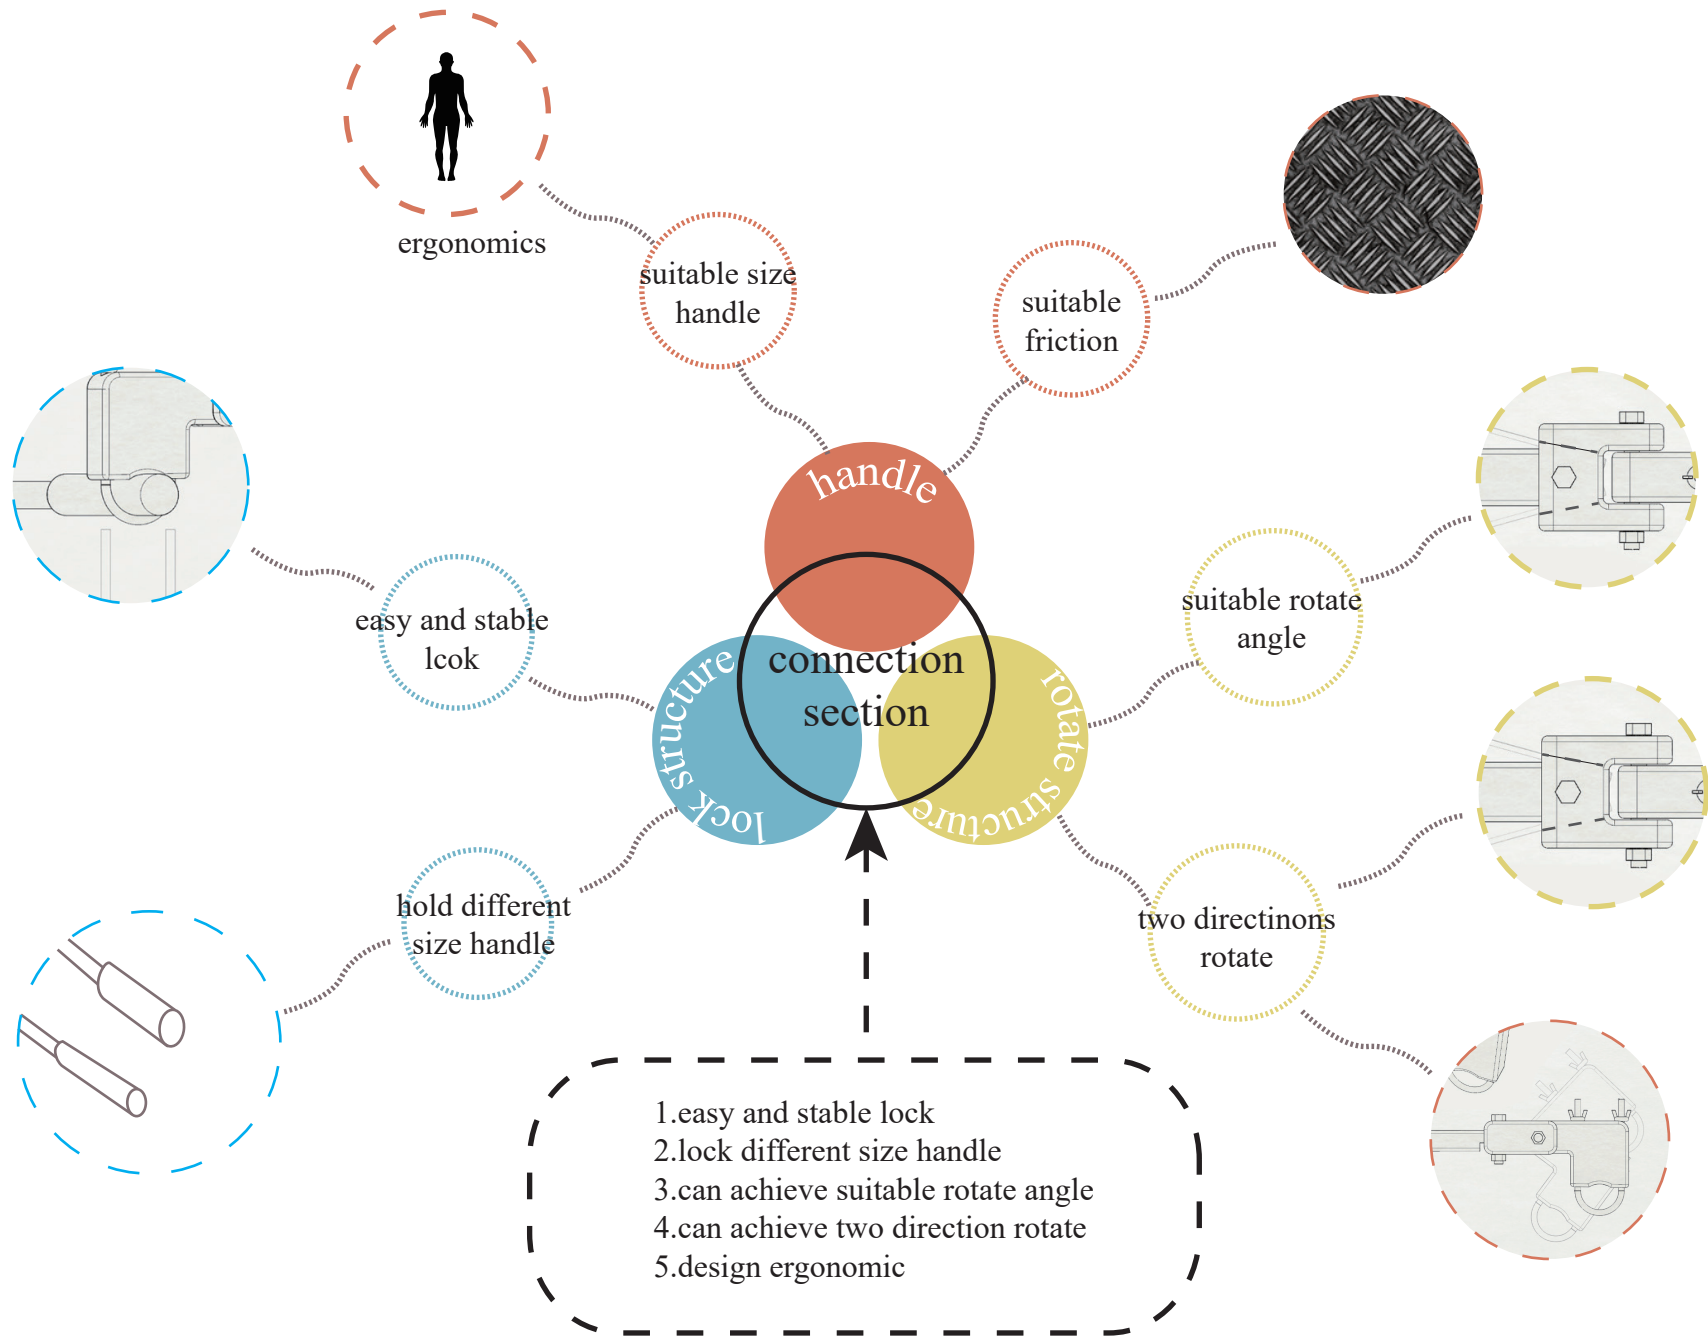 ergonomics
suitable size
handle
suitable
friction
handle
easy and stable
lcok
suitable rotate
angle
connection
section
lock structure
rotate structure
hold different
size handle
two directinons
rotate
1.easy and stable lock
2.lock different size handle
3.can achieve suitable rotate angle
4.can achieve two direction rotate
5.design ergonomic